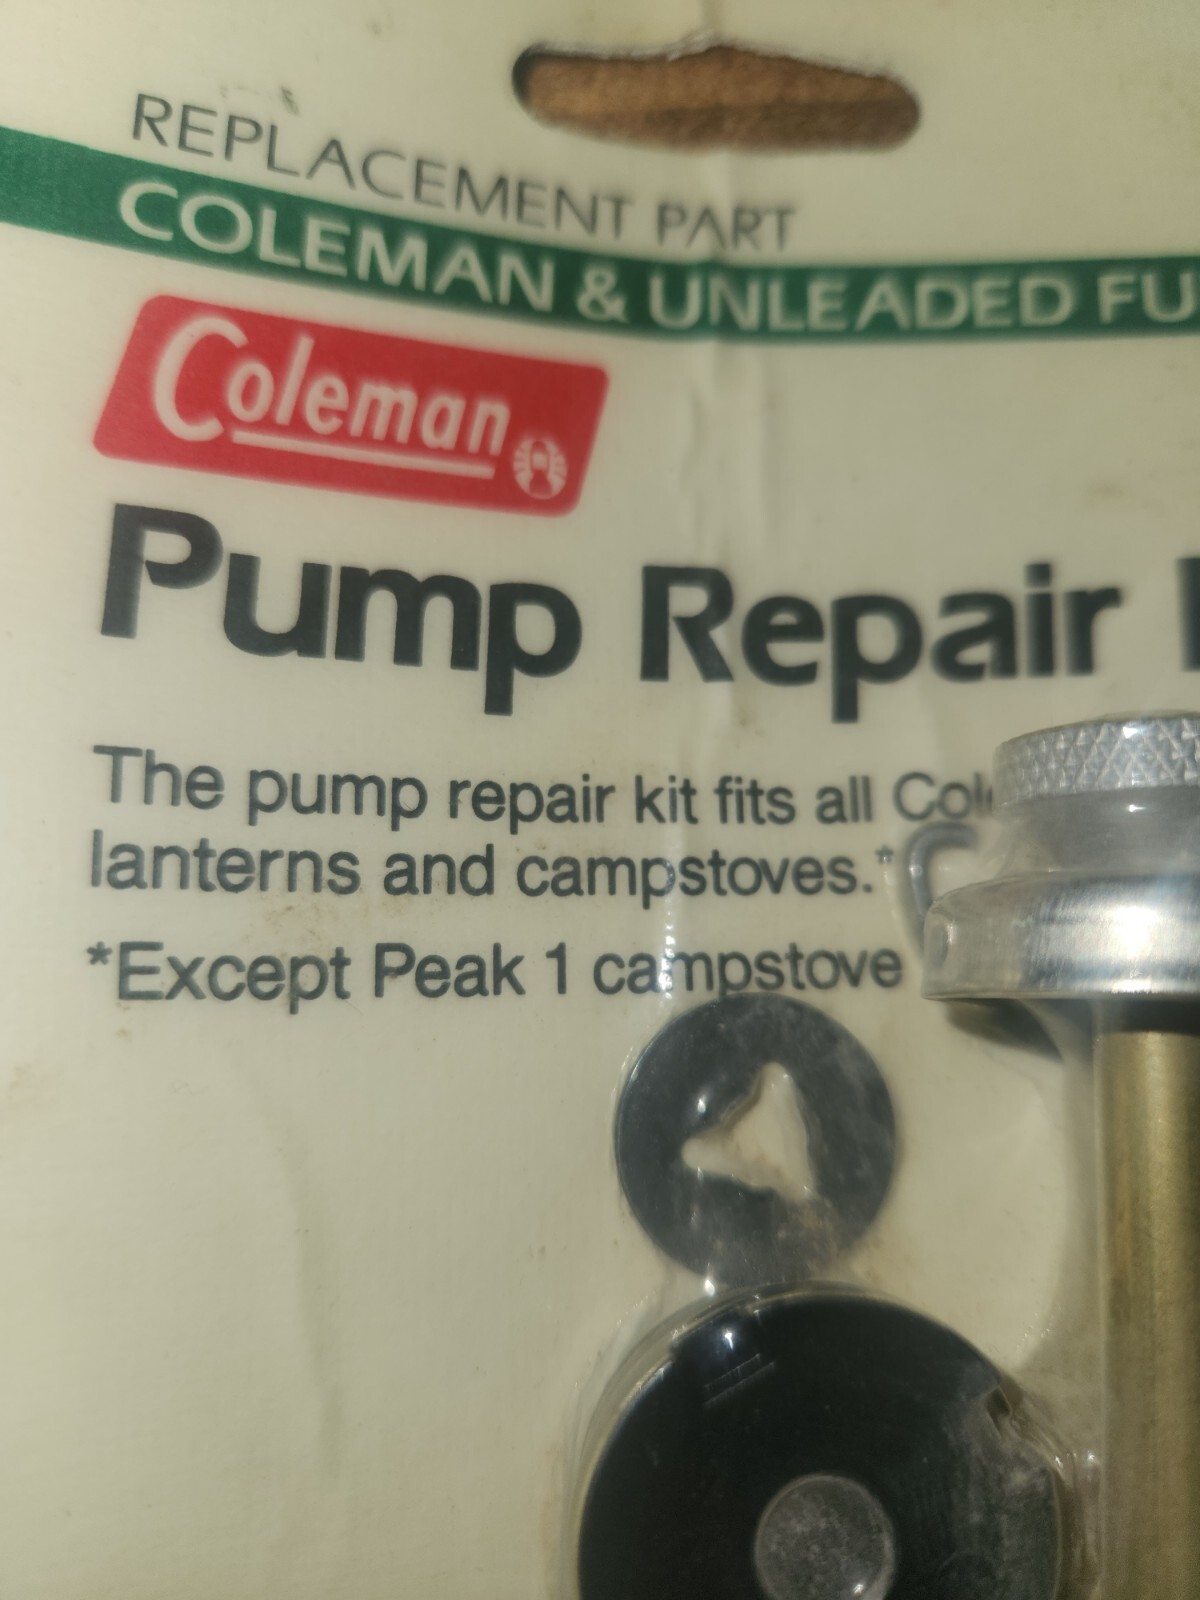 REPLACEMENT PART
COLEMAN & UNLEADED FU
Coleman
Pump Repair
The pump repair kit fits all Cole
lanterns and campstoves.*
*Except Peak 1 campstove